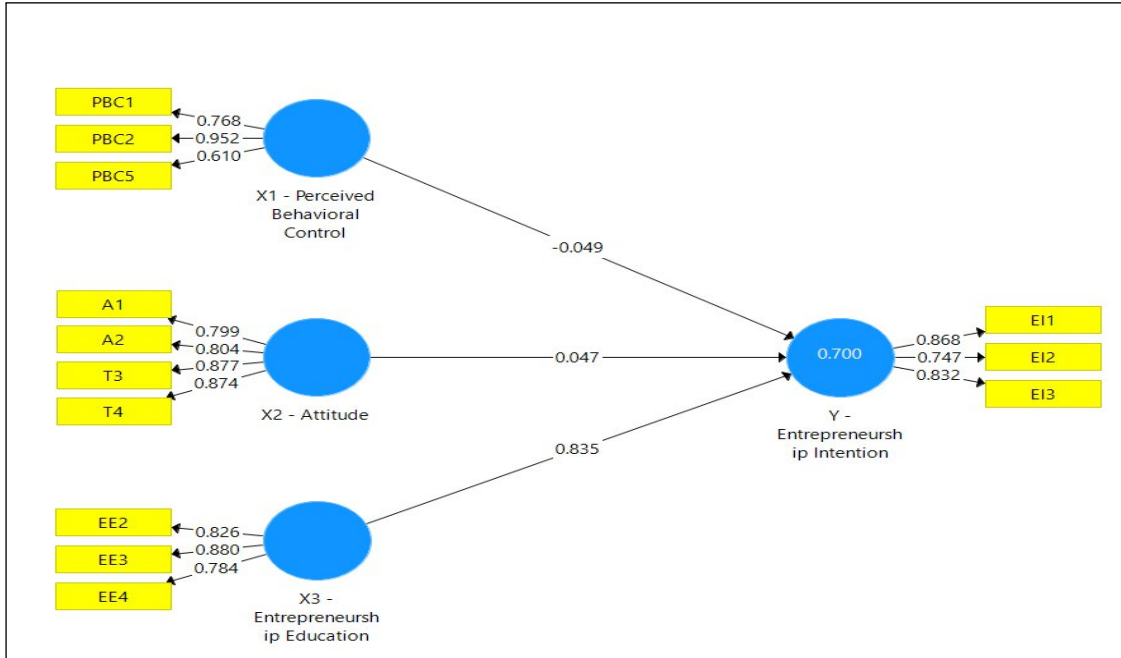 PBC1
0.768
PBC2
0.952
PBC5
0.610
X1 - Perceived
Behavioral
Control
-0.049
A1
0.799
A2
0.804
T3
0.877
T4
0.874
X2 - Attitude
0.047
0.700
EI1
0.868
EI2
0.747
EI3
0.832
Y -
Entrepreneursh
ip Intention
0.835
EE2
0.826
EE3
0.880
EE4
0.784
X3 -
Entrepreneursh
ip Education